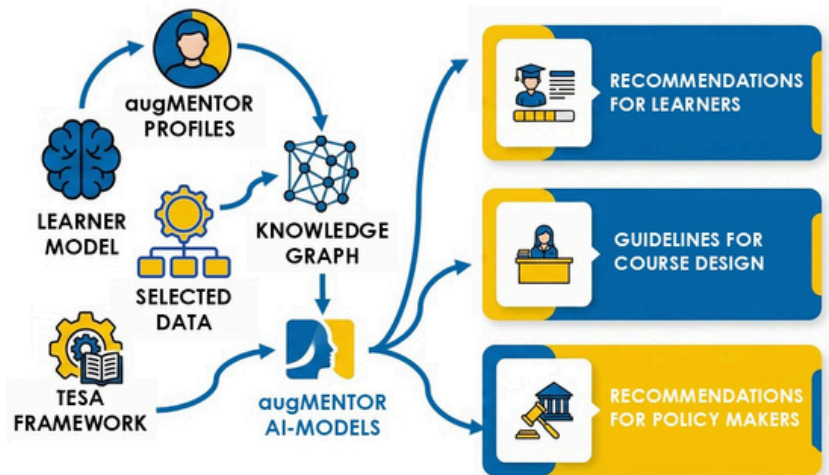 augMENTOR
PROFILES
LEARNER
MODEL
SELECTED
DATA
KNOWLEDGE
GRAPH
TESA
FRAMEWORK
augMENTOR
AI-MODELS
RECOMMENDATIONS
FOR LEARNERS
GUIDELINES FOR
COURSE DESIGN
RECOMMENDATIONS
FOR POLICY MAKERS